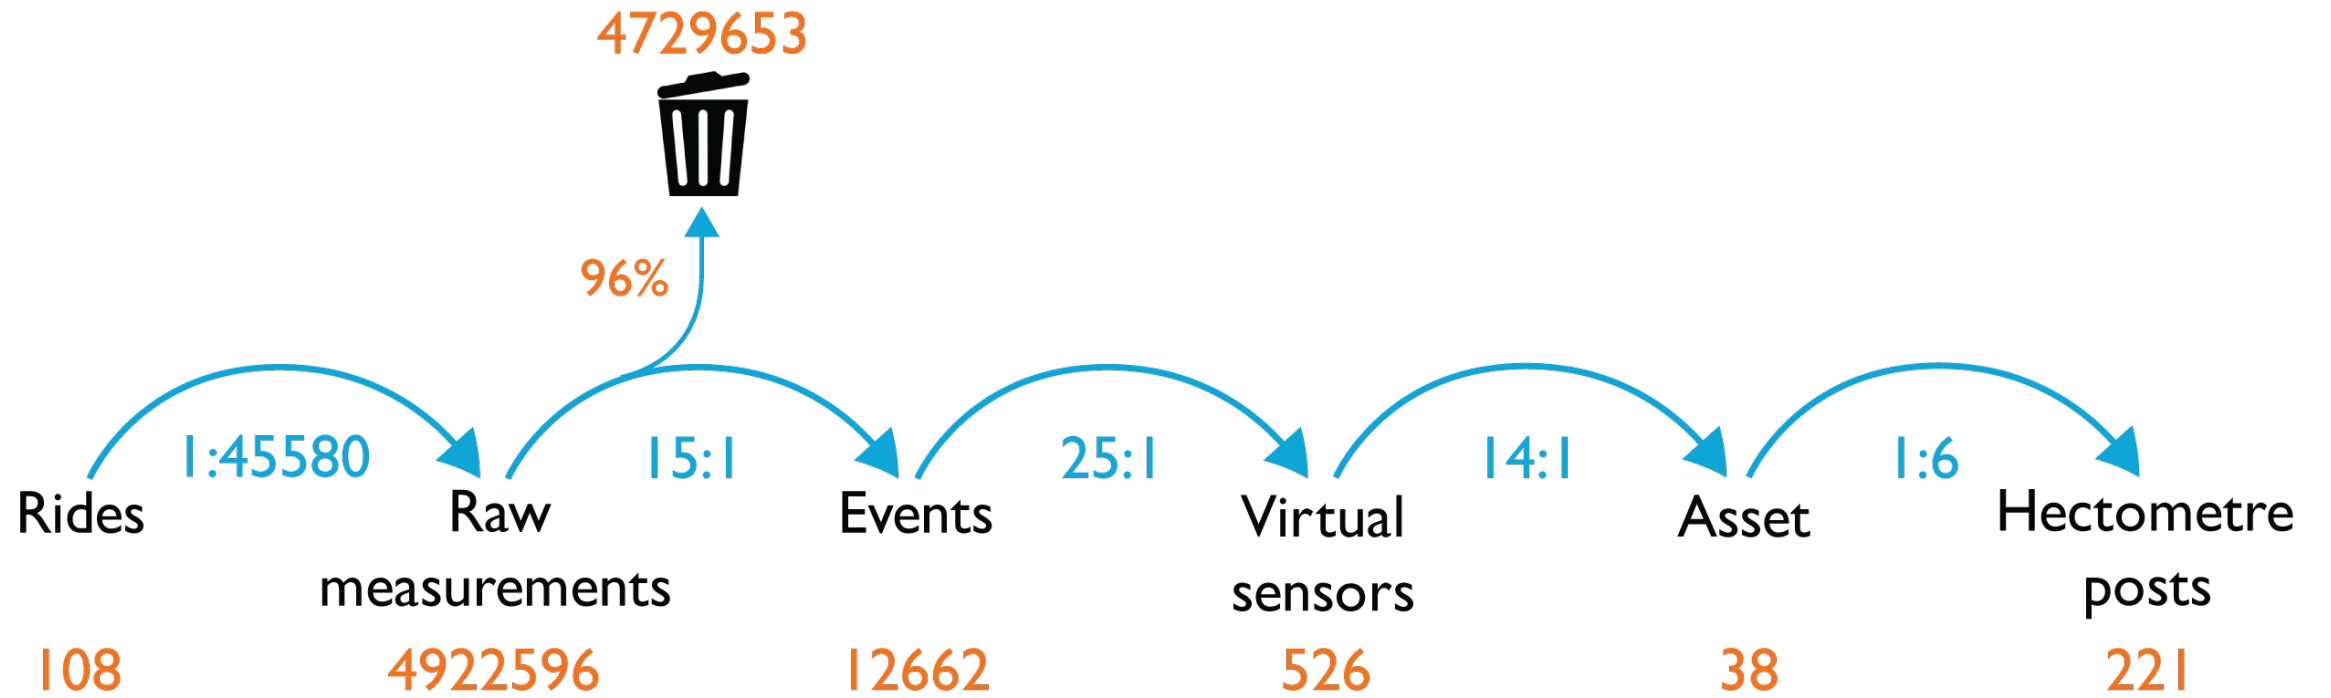 4729653
96%
1:45580
15:1
25:1
14:1
1:6
Rides
Raw
measurements
Events
Virtual
sensors
Asset
Hectometre
posts
108
4922596
12662
526
38
221